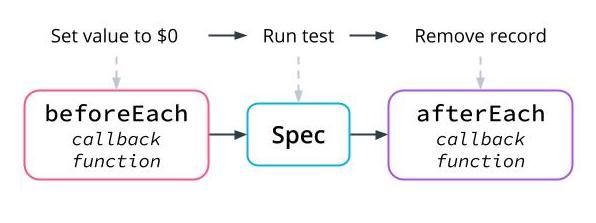 Set value to $0
Run test
Remove record
beforeEach
callback
function
Spec
afterEach
callback
function